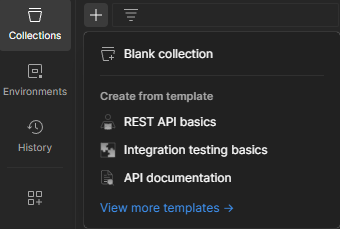 Collections
Environments
History
Blank collection
Create from template
REST API basics
Integration testing basics
API documentation
View more templates →